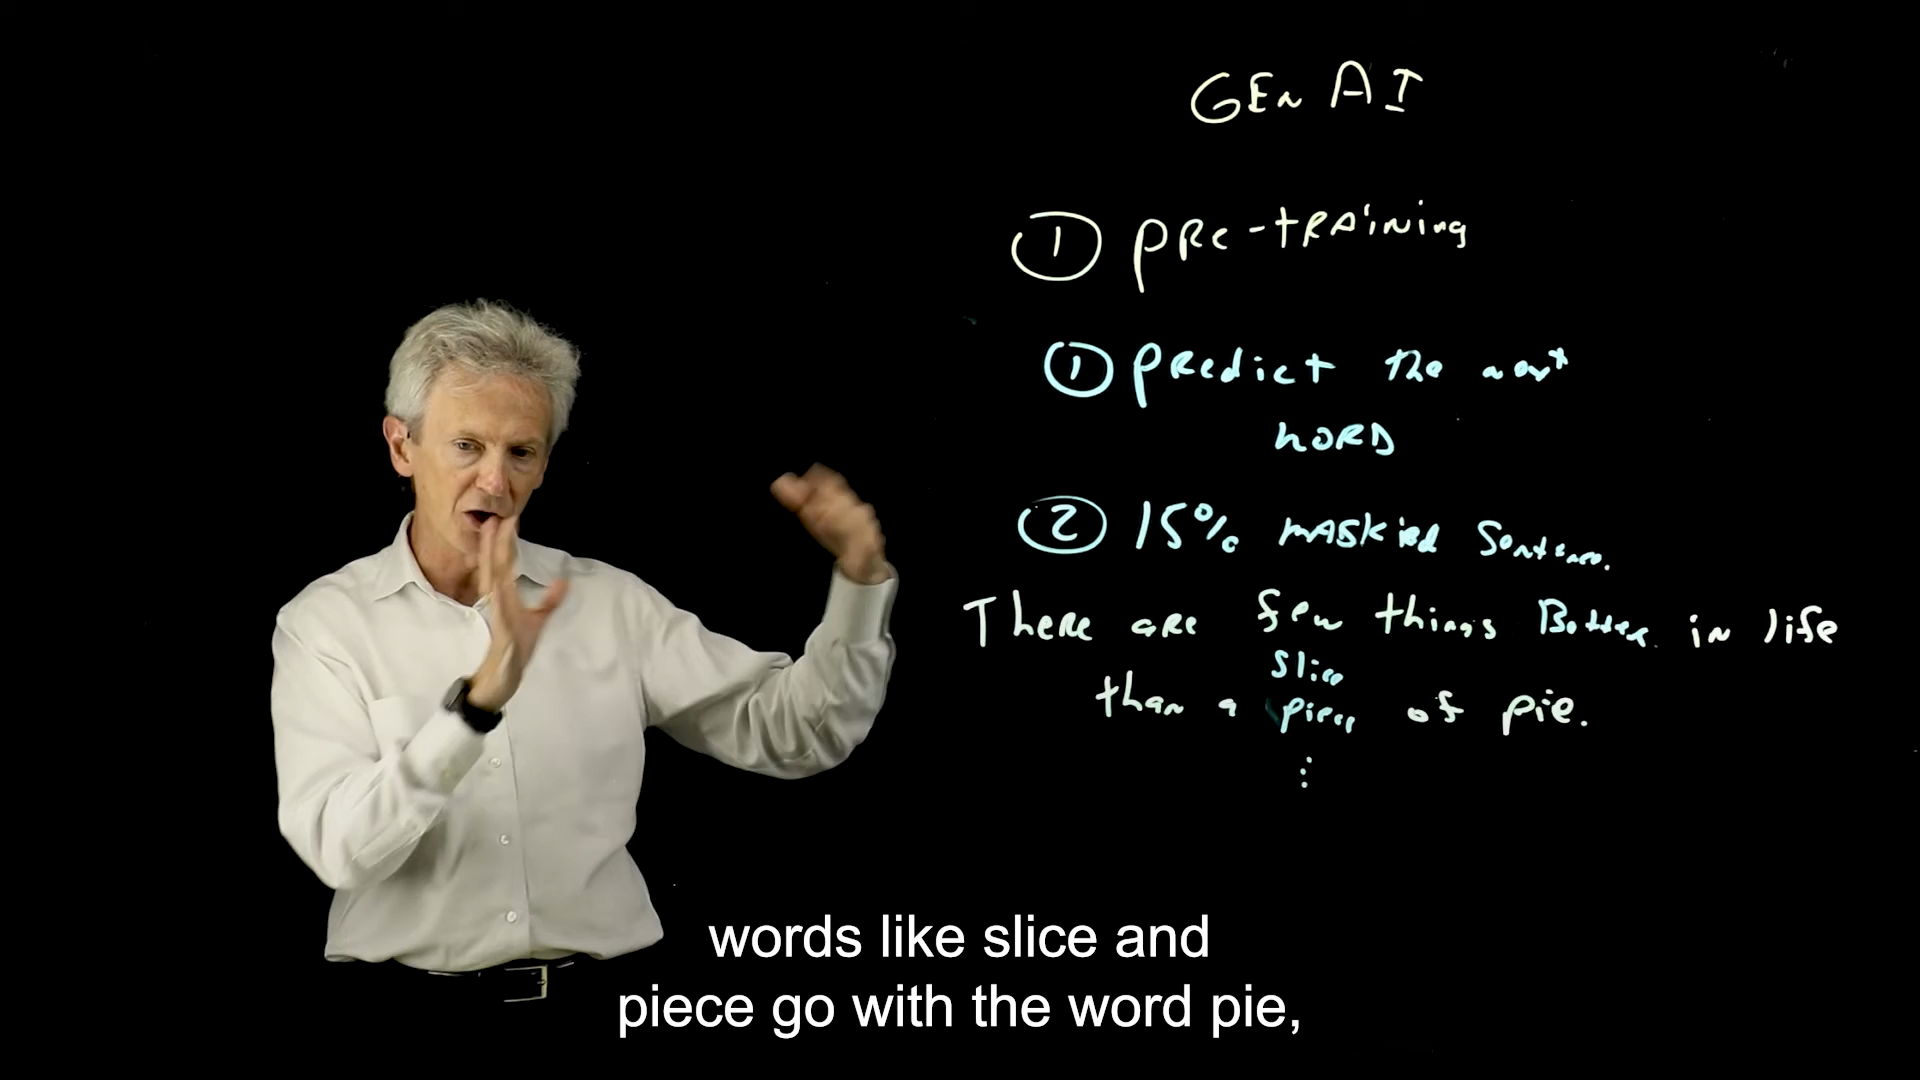 GEN AI
① PRE-TRAINING
① PREDICT THE next
WORD
② 15% MASKED Sentence.
THERE ARE few things Better in life
slice
than a piece of pie.
⋮
words like slice and
piece go with the word pie,